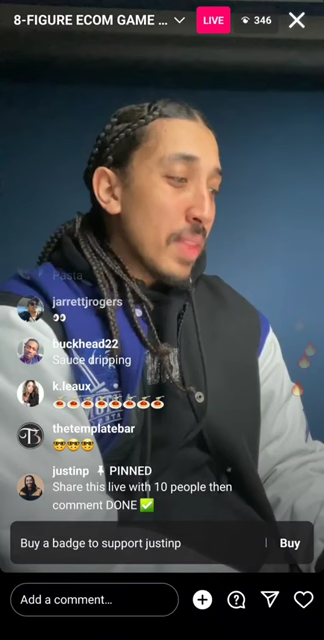 8-FIGURE ECOM GAME ... LIVE 346
Pasta
jarrettjrogers
👀
buckhead22
Sauce dripping
k.leaux
🍝🍝🍝🍝🍝🍝🍝🍝
thetemplatebar
😎😎😎
justinp 📌 PINNED
Share this live with 10 people then
comment DONE ✅
Buy a badge to support justinp Buy
Add a comment...